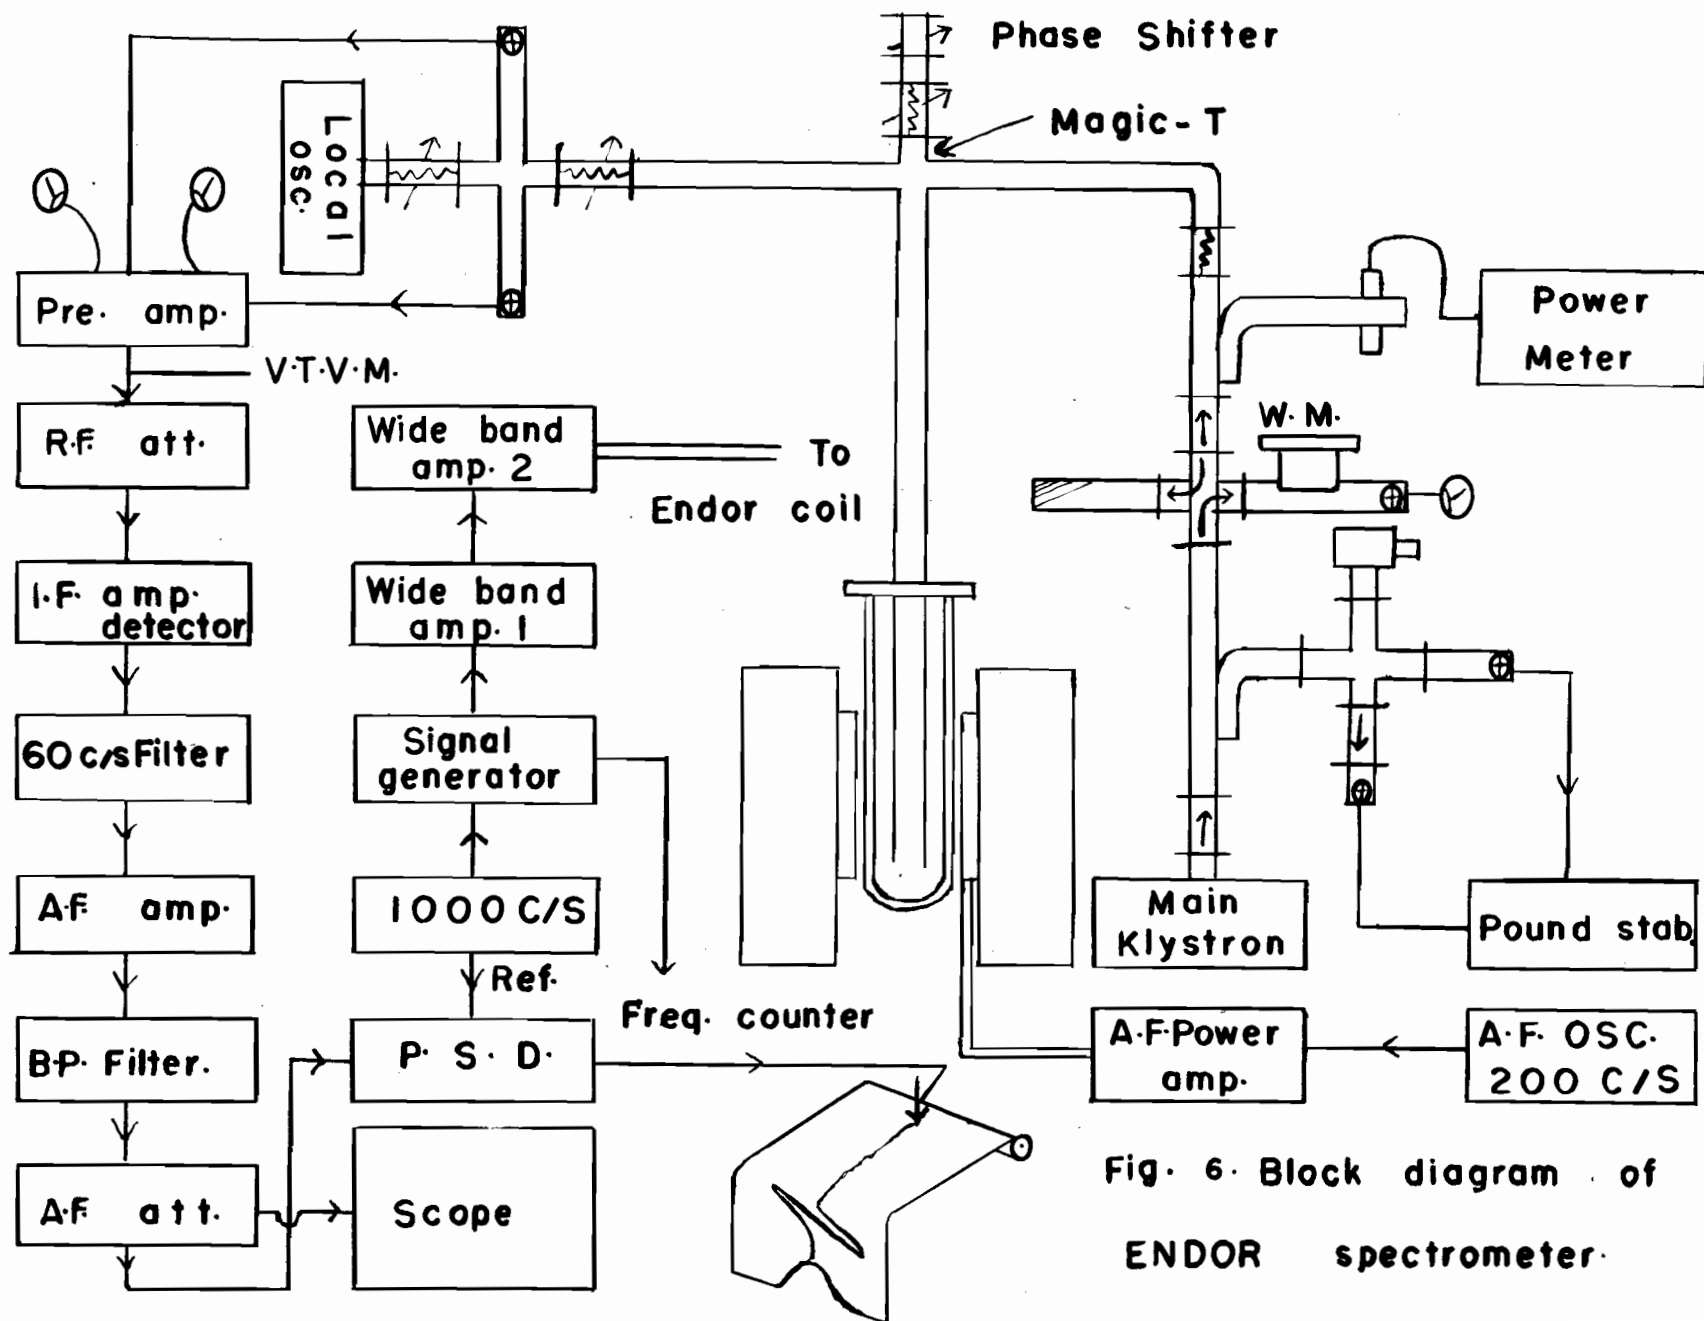 Phase Shifter
Magic-T
Local
osc.
Pre. amp.
V.T.V.M.
R.F. att.
I.F. amp.
detector
60 c/s Filter
A.F. amp.
B.P. Filter.
A.F. att.
Wide band
amp. 2
To
Endor coil
Wide band
amp. 1
Signal
generator
1000 C/S
Ref.
Freq. counter
P. S. D.
Scope
Power
Meter
W. M.
Main
Klystron
Pound stab.
A.F. Power
amp.
A.F. OSC.
200 C/S
Fig. 6. Block diagram of
ENDOR spectrometer.